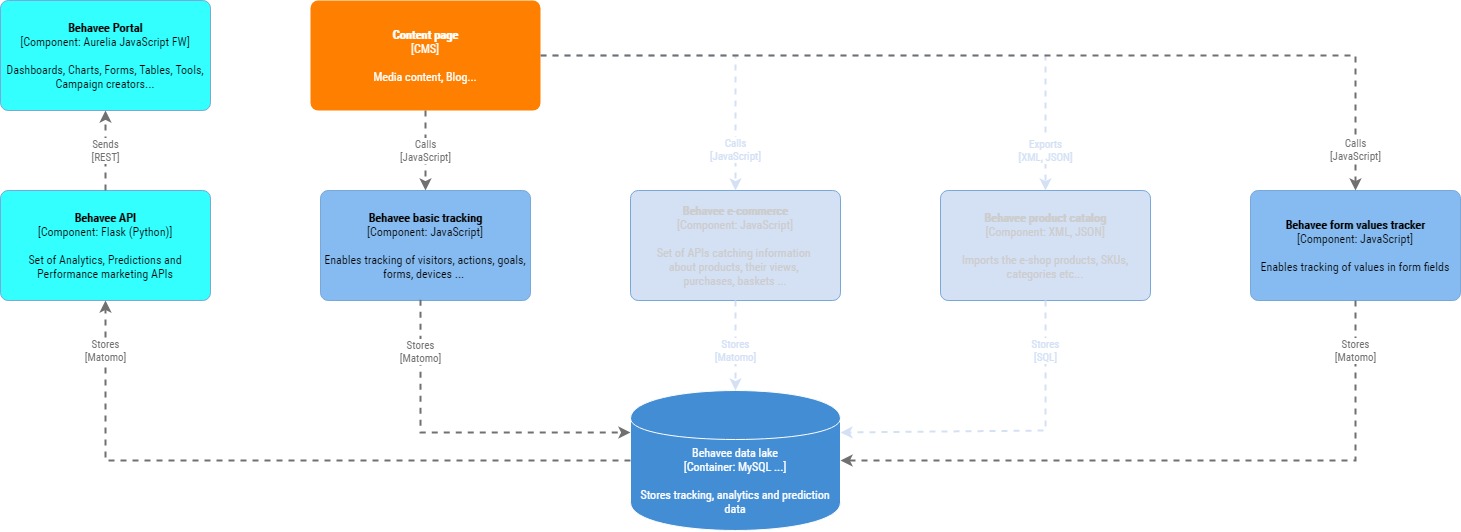 Behavee Portal
[Component: Aurelia JavaScript FW]
Dashboards, Charts, Forms, Tables, Tools,
Campaign creators...
Content page
[CMS]
Media content, Blog...
Sends
[REST]
Calls
[JavaScript]
Calls
[JavaScript]
Exports
[XML, JSON]
Calls
[JavaScript]
Behavee API
[Component: Flask (Python)]
Set of Analytics, Predictions and
Performance marketing APIs
Behavee basic tracking
[Component: JavaScript]
Enables tracking of visitors, actions, goals,
forms, devices ...
Behavee e-commerce
[Component: JavaScript]
Set of APIs catching information
about products, their views,
purchases, baskets ...
Behavee product catalog
[Component: XML, JSON]
Imports the e-shop products, SKUs,
categories etc...
Behavee form values tracker
[Component: JavaScript]
Enables tracking of values in form fields
Stores
[Matomo]
Stores
[Matomo]
Stores
[Matomo]
Stores
[SQL]
Stores
[Matomo]
Behavee data lake
[Container: MySQL ...]
Stores tracking, analytics and prediction
data